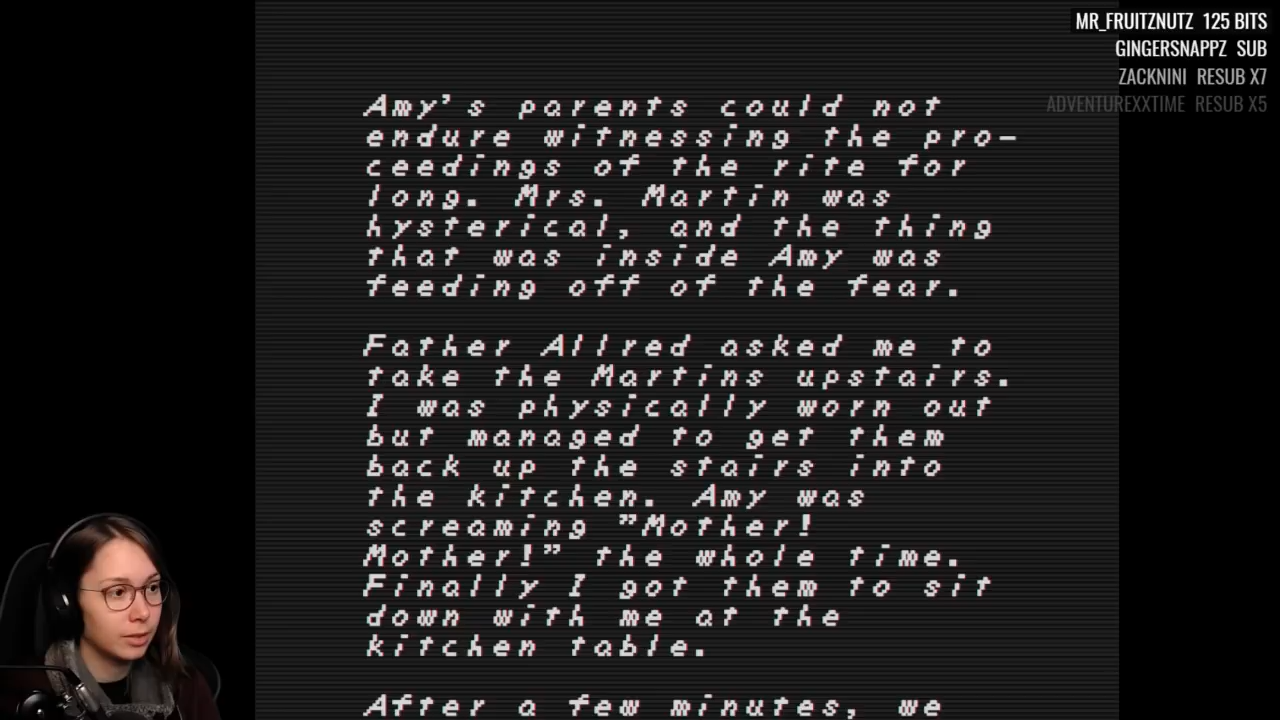 MR_FRUITZNUTZ 125 BITS
GINGERSNAPPZ SUB
ZACKNINI RESUB X7
ADVENTUREXXTIME RESUB X5
Amy's parents could not
endure witnessing the pro-
ceedings of the rite for
long. Mrs. Martin was
hysterical, and the thing
that was inside Amy was
feeding off of the fear.
Father Allred asked me to
take the Martins upstairs.
I was physically worn out
but managed to get them
back up the stairs into
the kitchen. Amy was
screaming "Mother!
Mother!" the whole time.
Finally I got them to sit
down with me at the
kitchen table.
After a few minutes, we